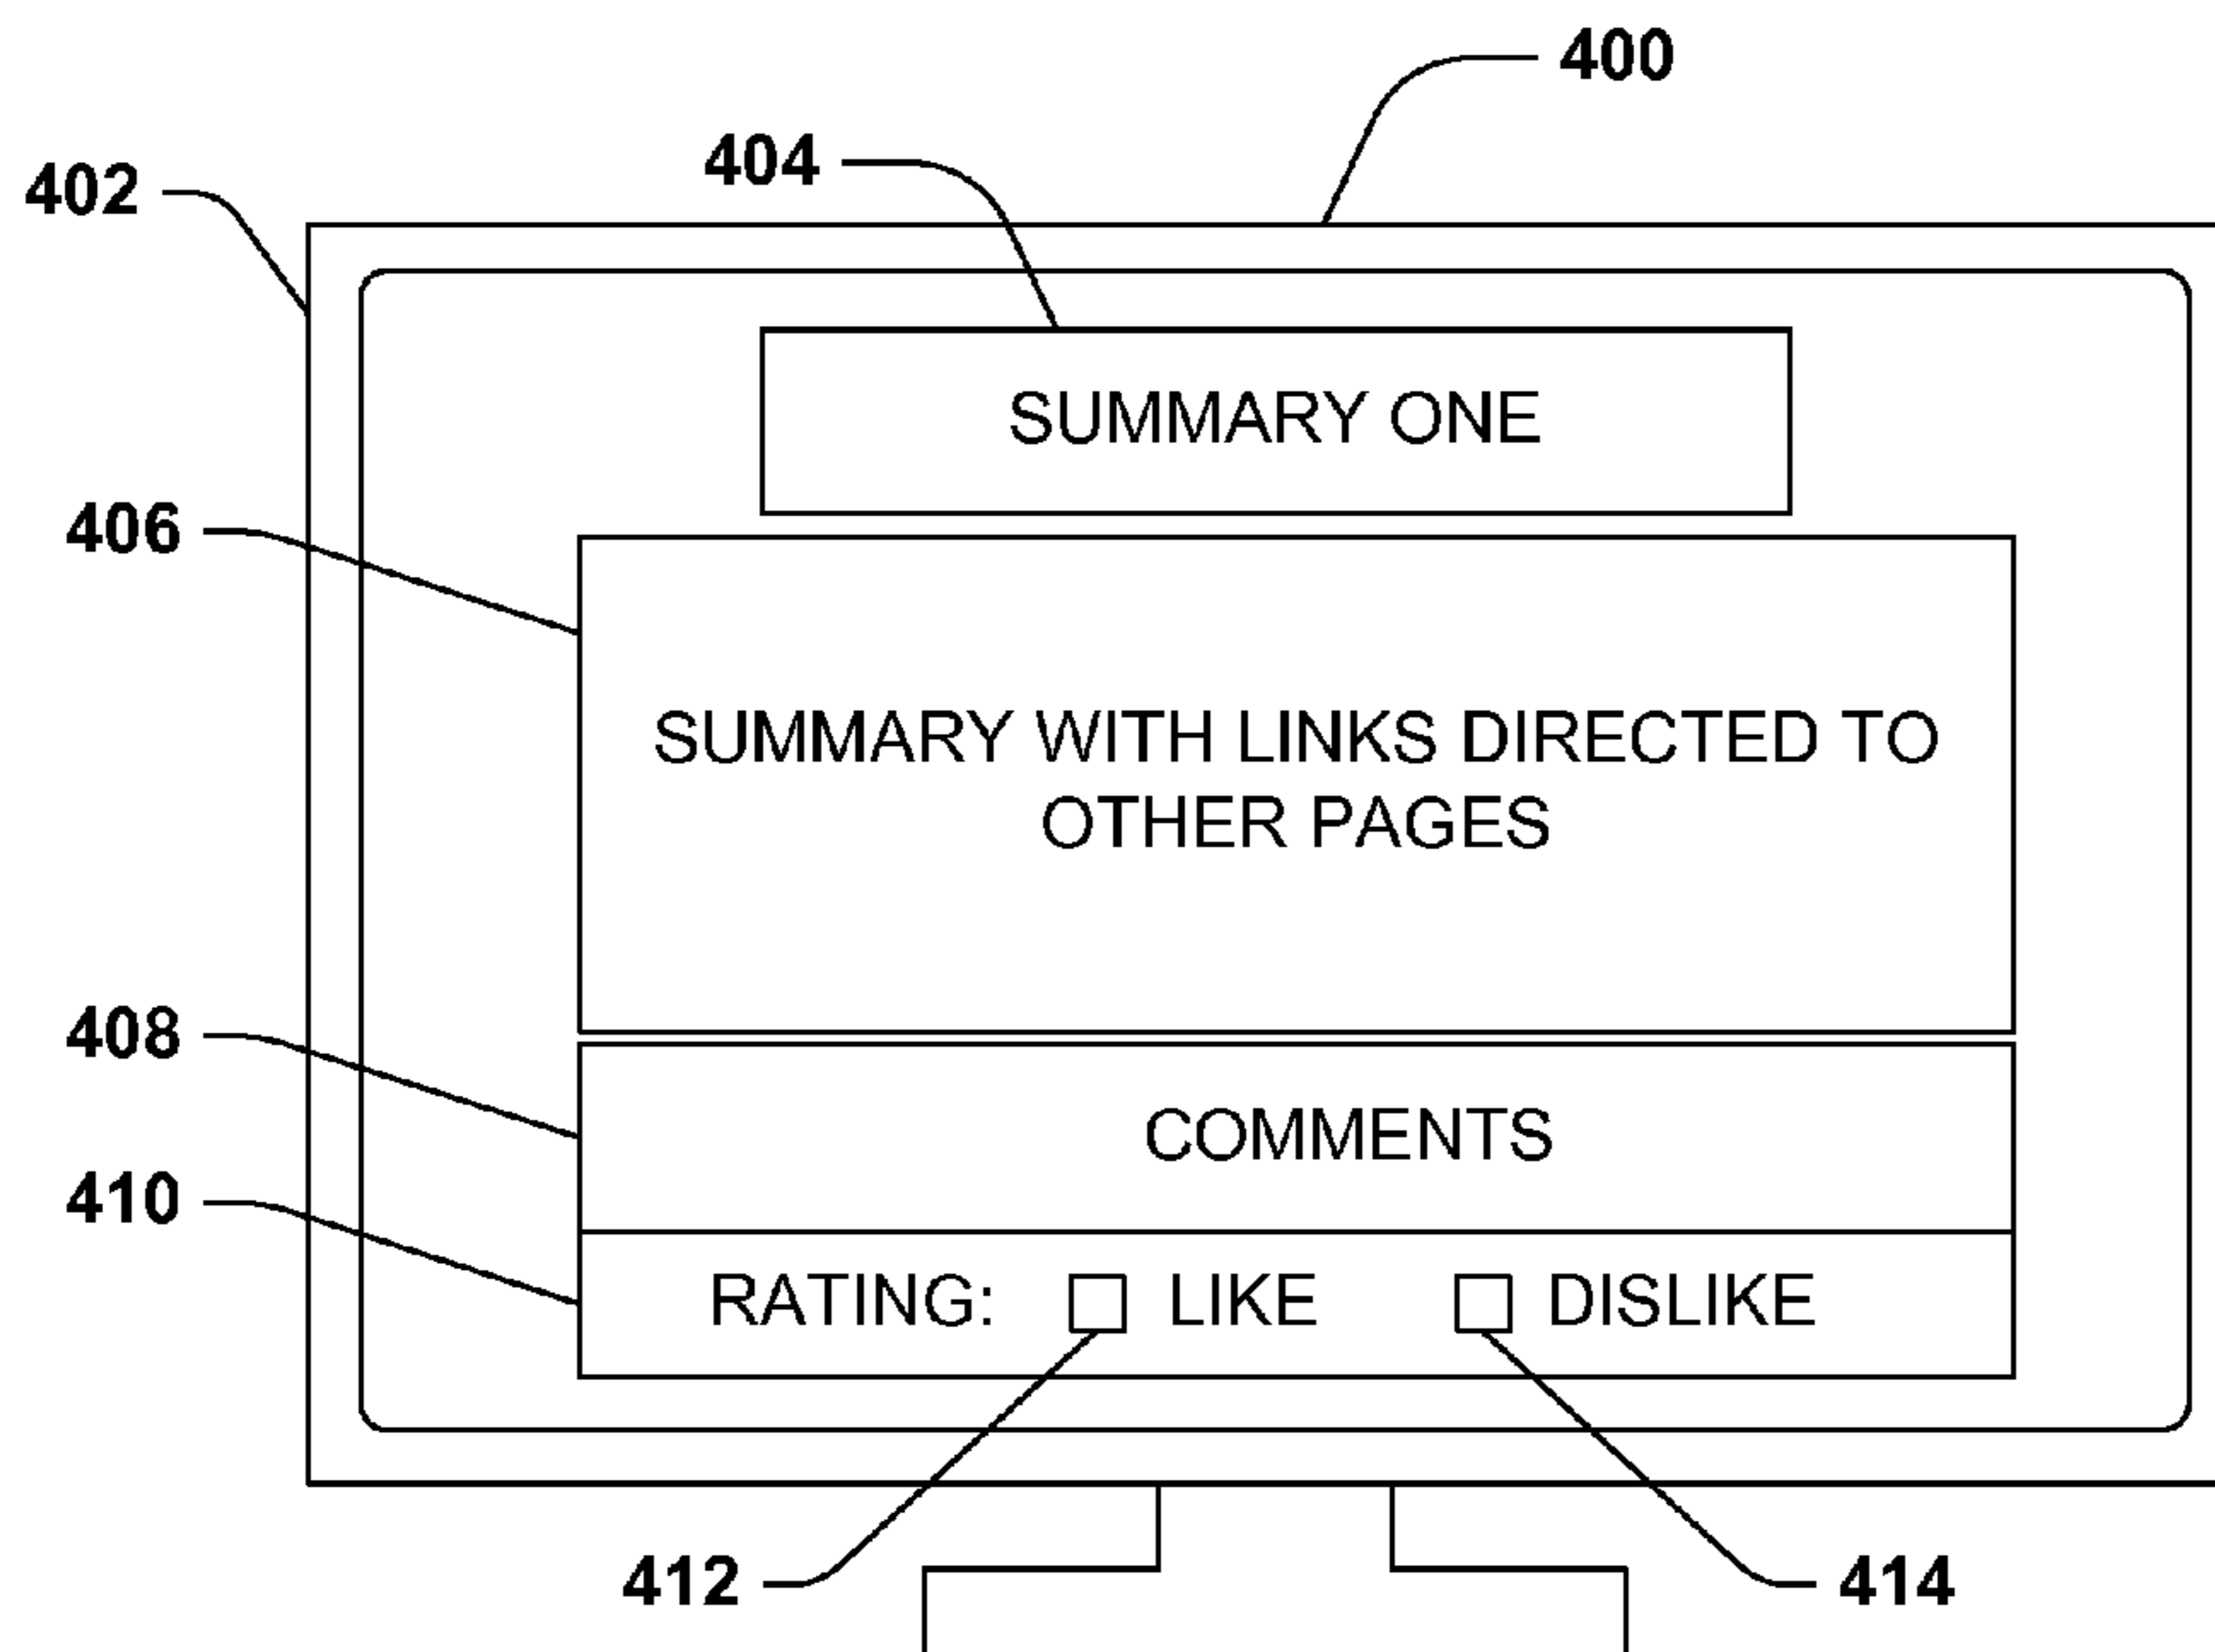 400
404
402
SUMMARY ONE
406
SUMMARY WITH LINKS DIRECTED TO
OTHER PAGES
408
COMMENTS
410
RATING: LIKE DISLIKE
412
414